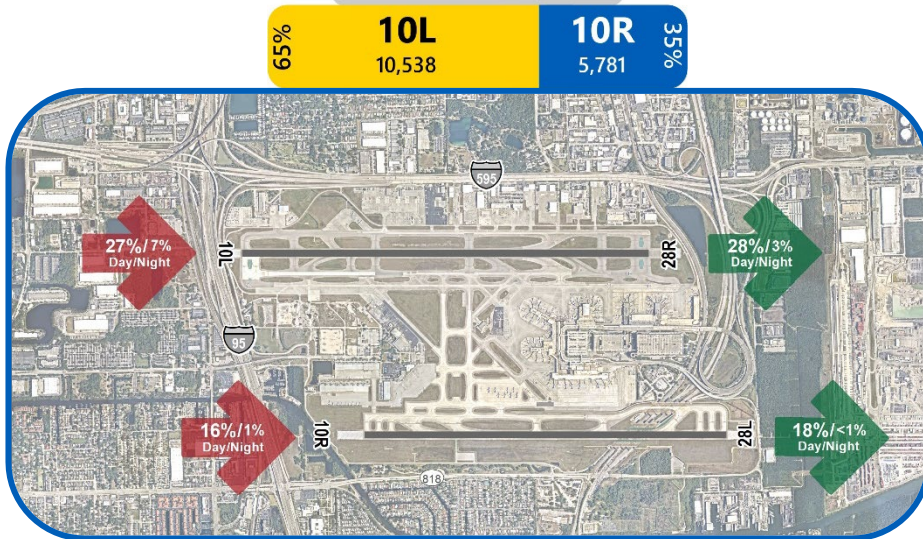 65%
10L
10,538
10R
5,781
35%
595
27%/7%
Day/Night
10L
28R
28%/3%
Day/Night
95
16%/1%
Day/Night
10R
28L
18%/<1%
Day/Night
818